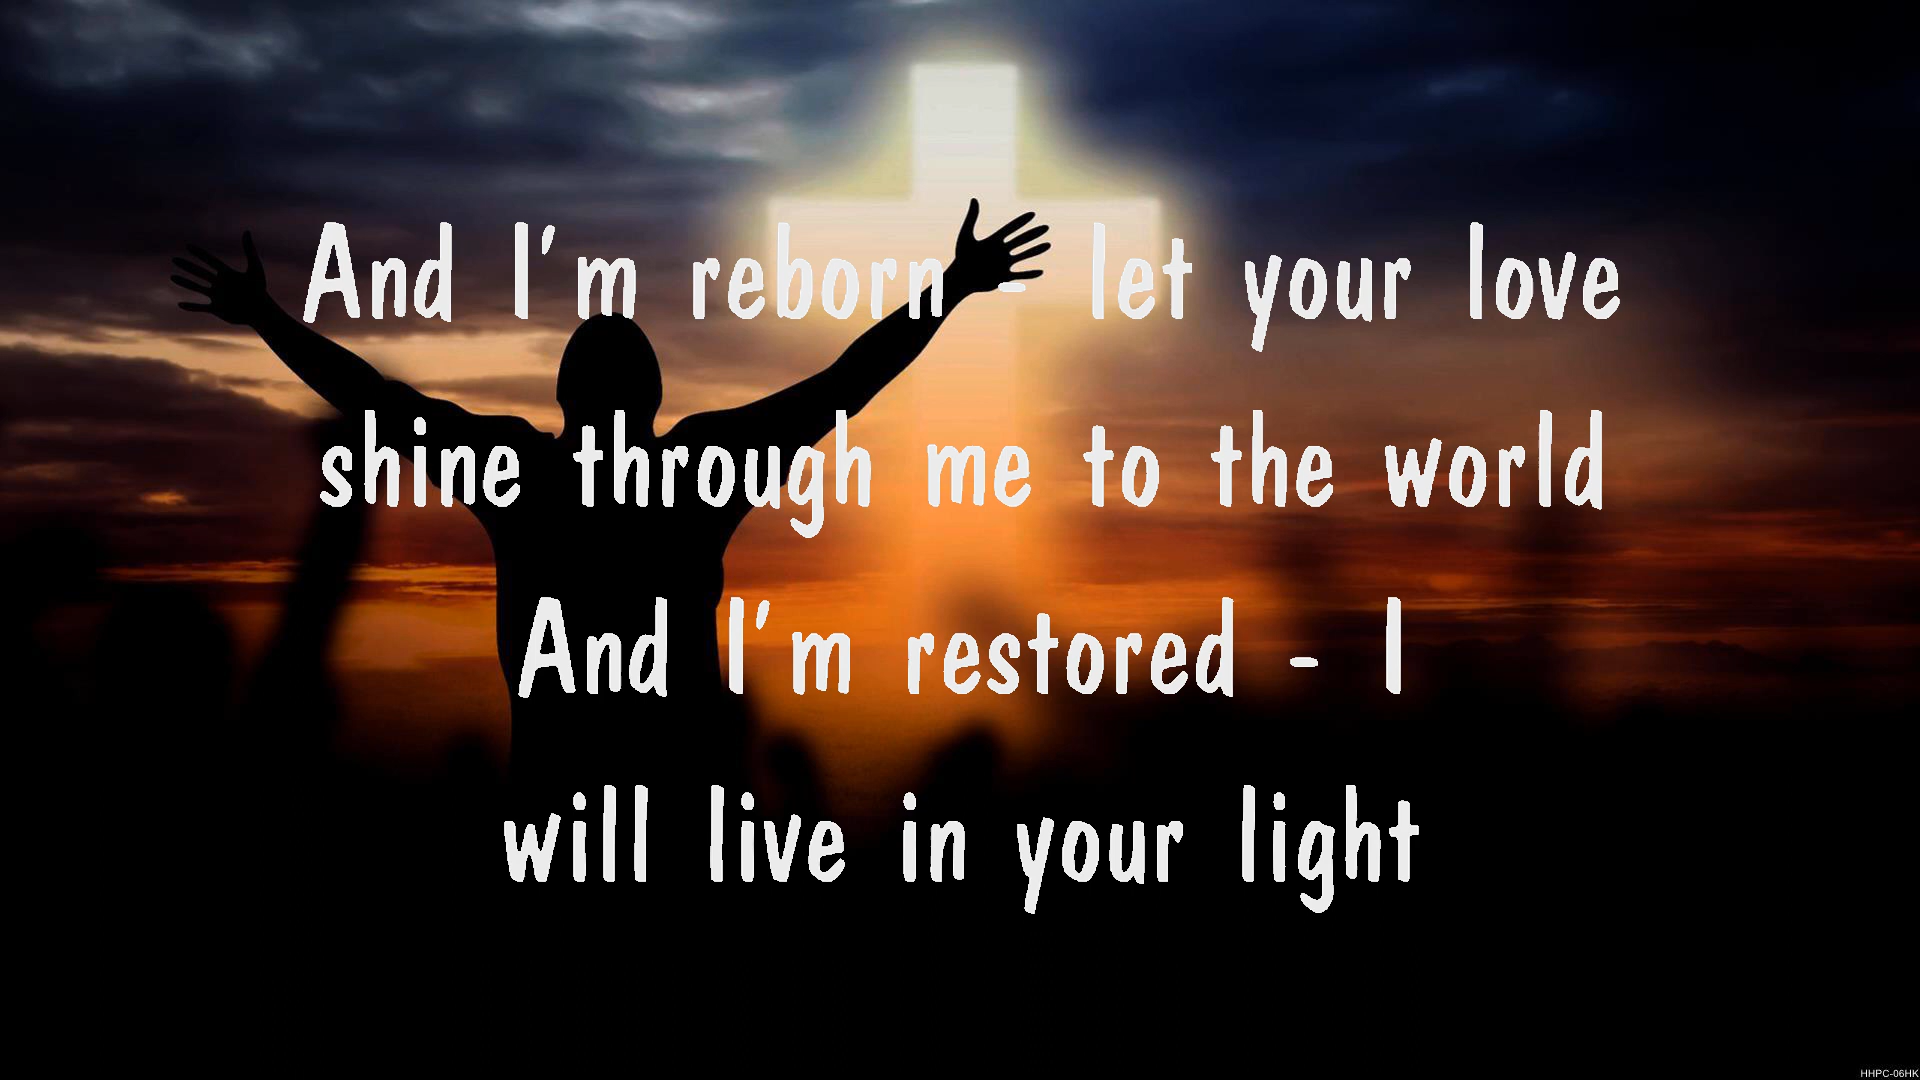 And I'm reborn - let your love
shine through me to the world
And I'm restored - I
will live in your light
HHPC-06HK